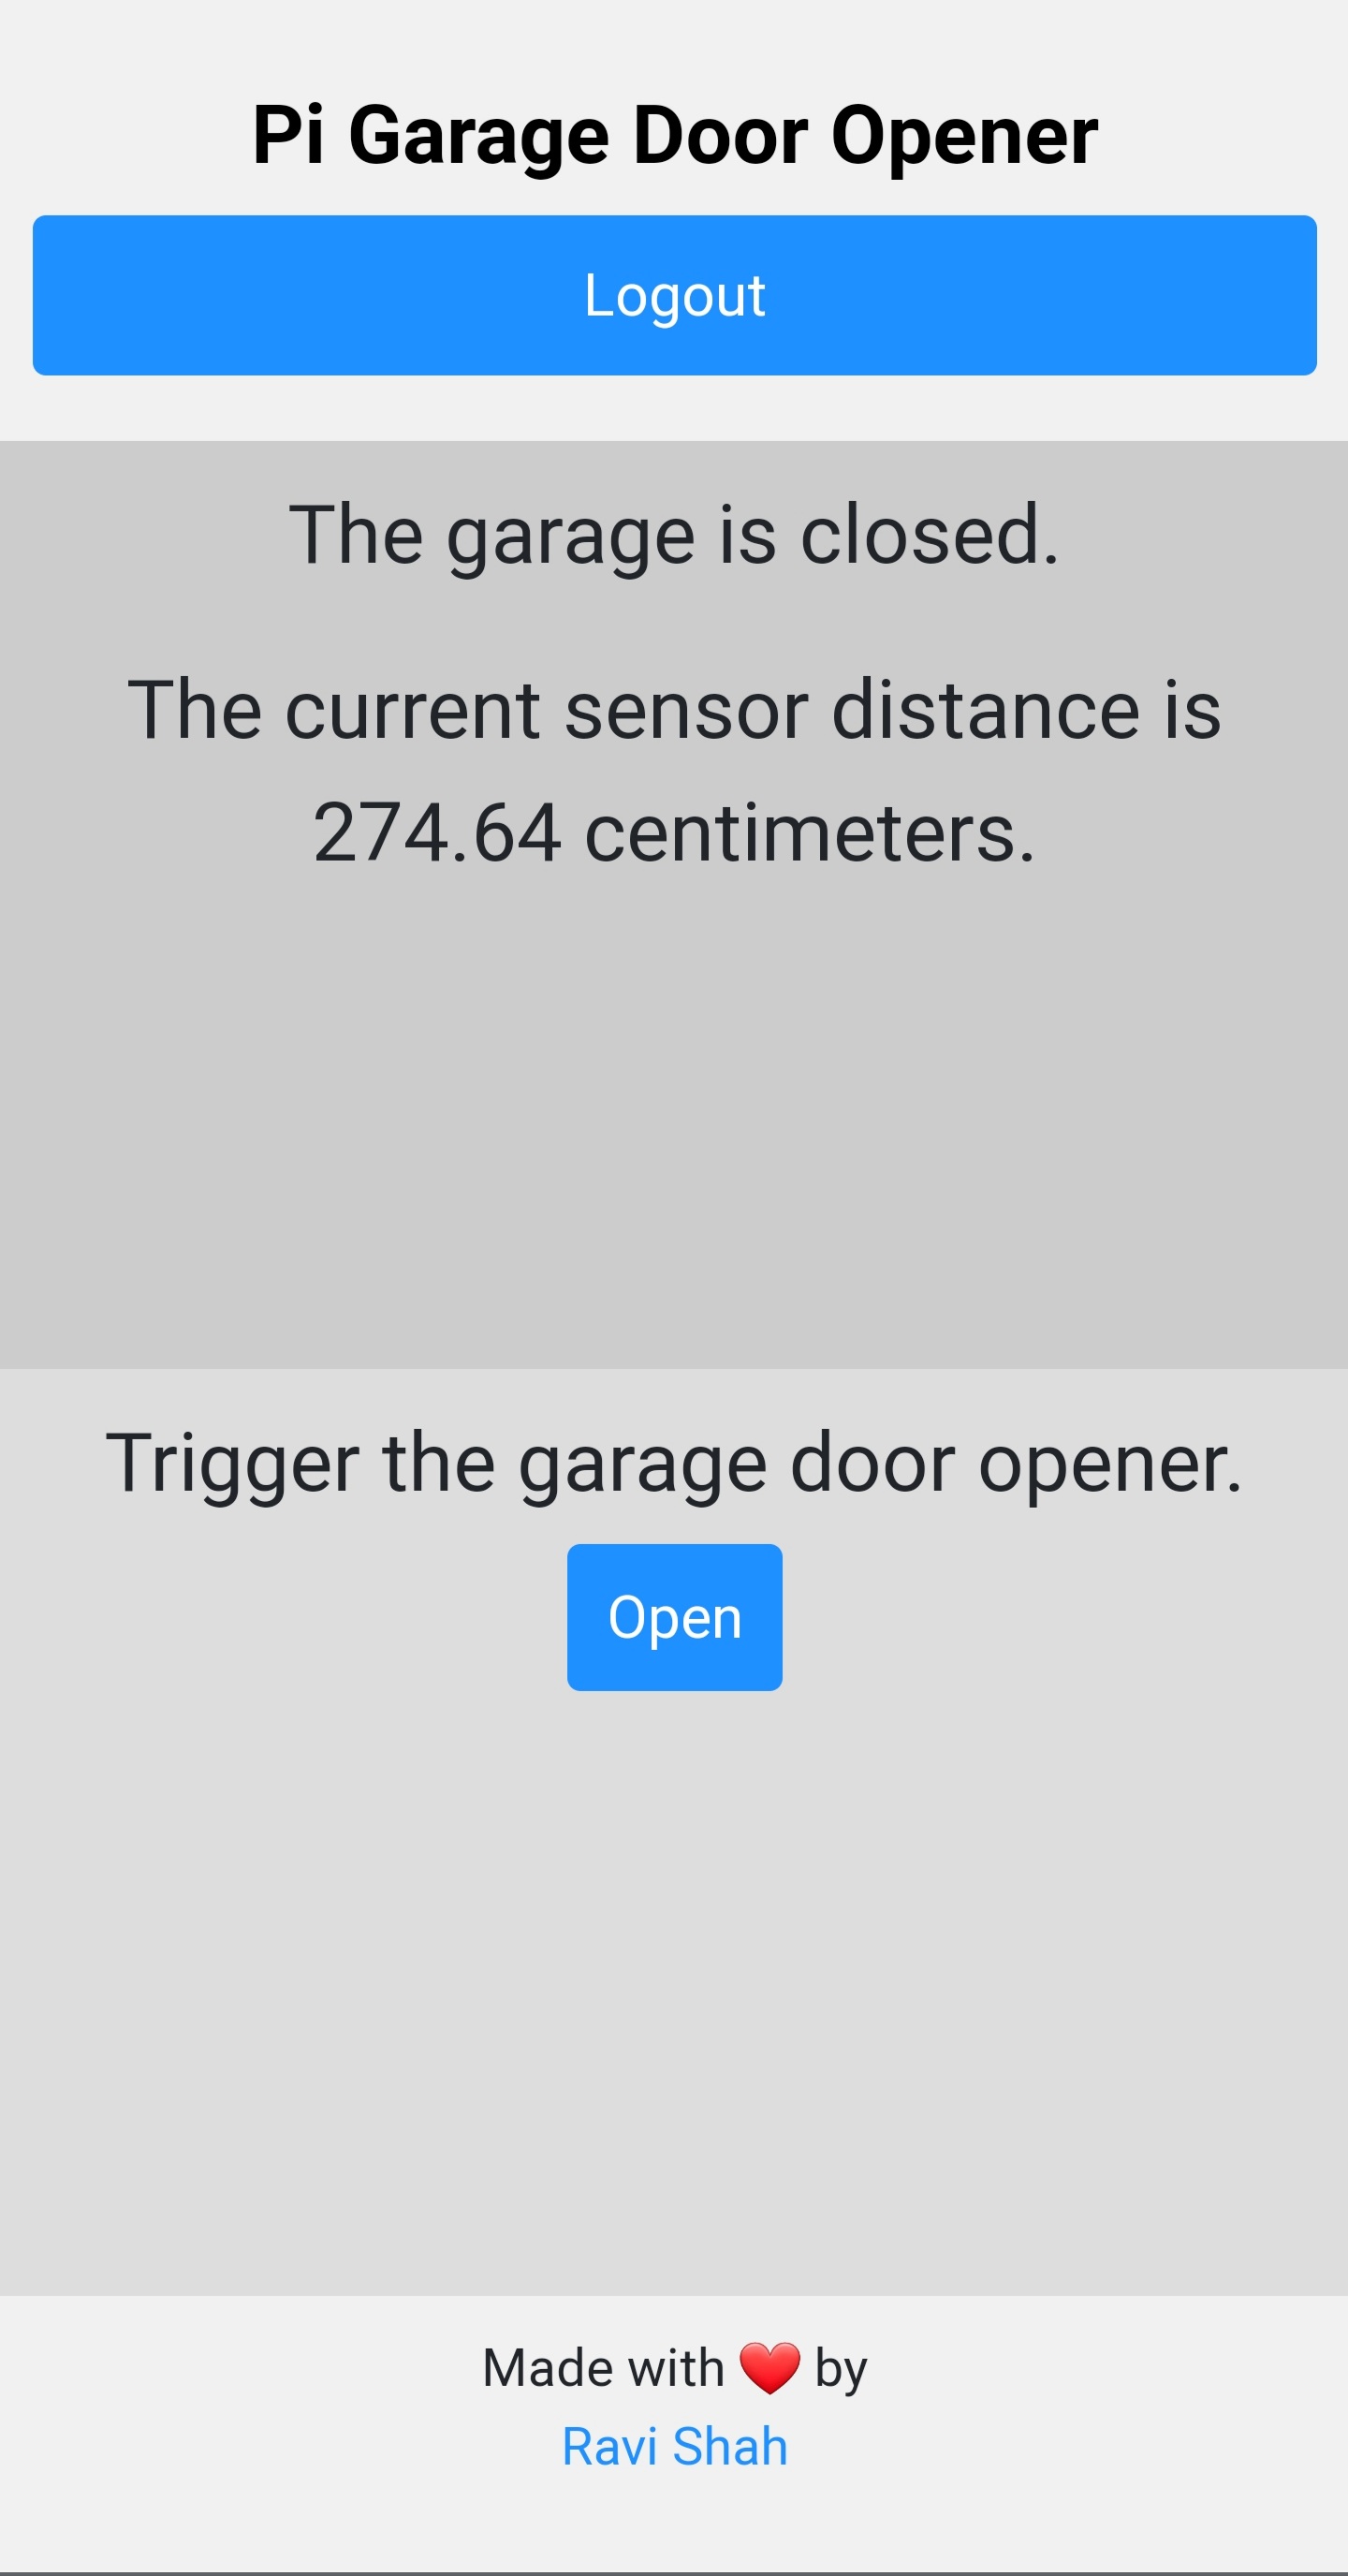 Pi Garage Door Opener
Logout
The garage is closed.
The current sensor distance is
274.64 centimeters.
Trigger the garage door opener.
Open
Made with ❤️ by
Ravi Shah